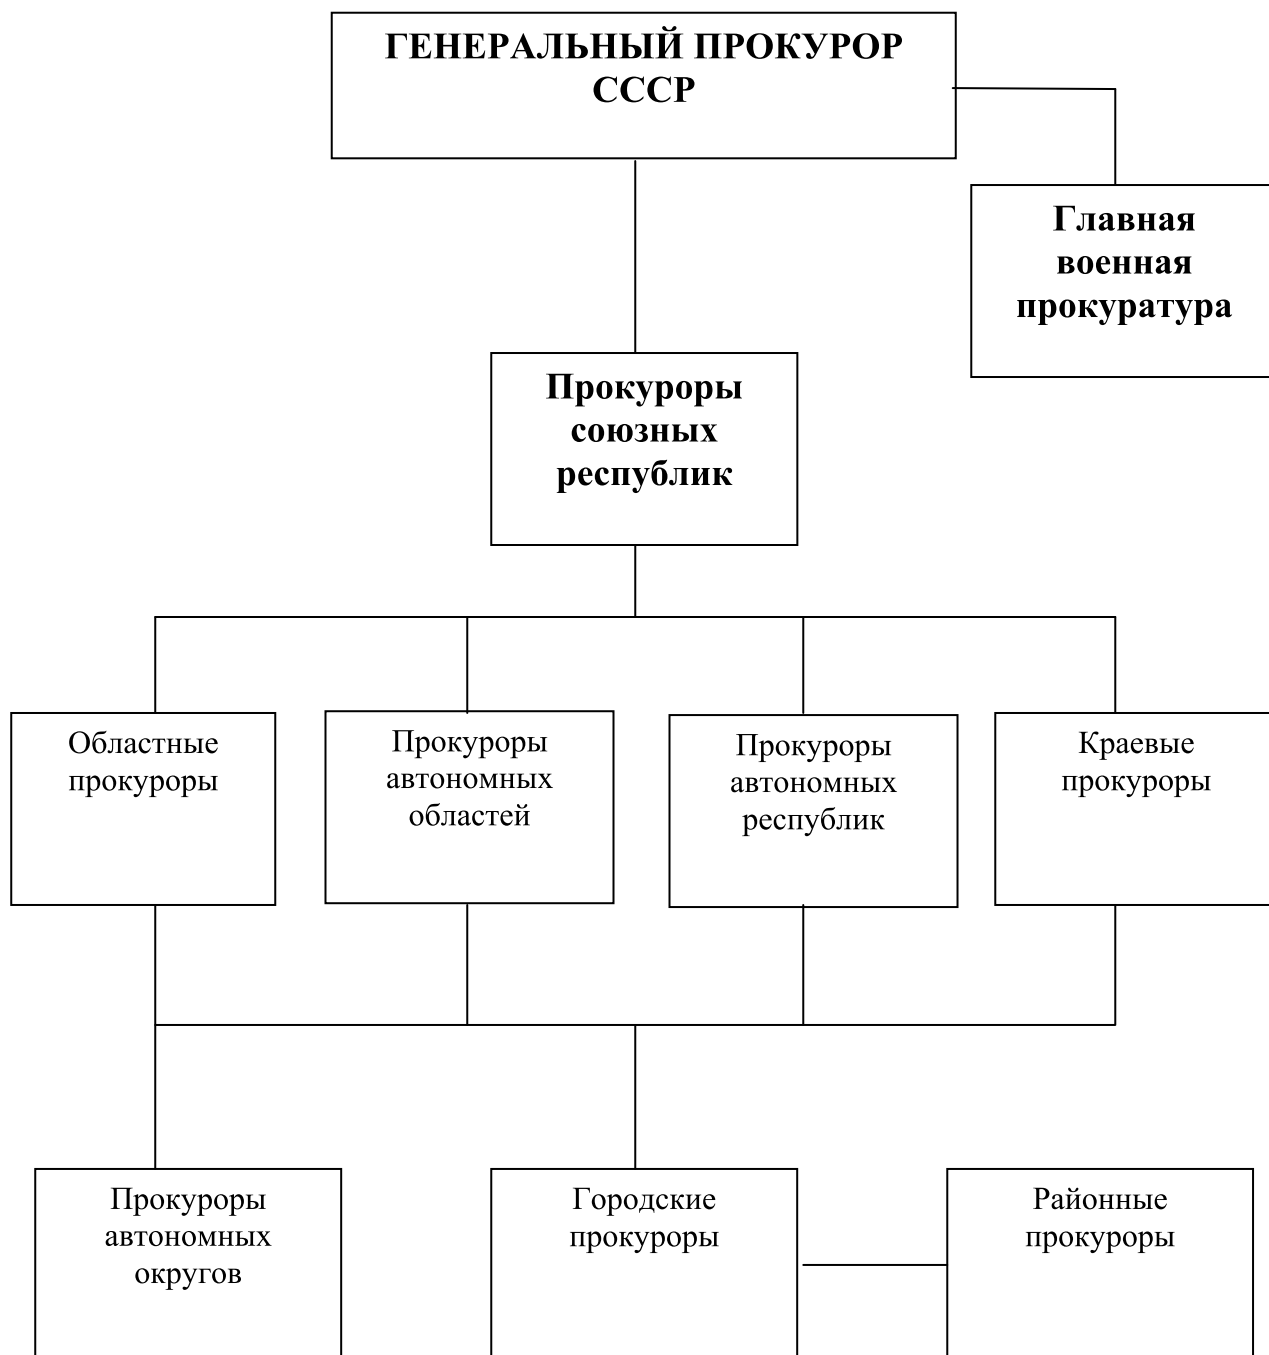 ГЕНЕРАЛЬНЫЙ ПРОКУРОР
СССР
Главная
военная
прокуратура
Прокуроры
союзных
республик
Областные
прокуроры
Прокуроры
автономных
областей
Прокуроры
автономных
республик
Краевые
прокуроры
Прокуроры
автономных
округов
Городские
прокуроры
Районные
прокуроры